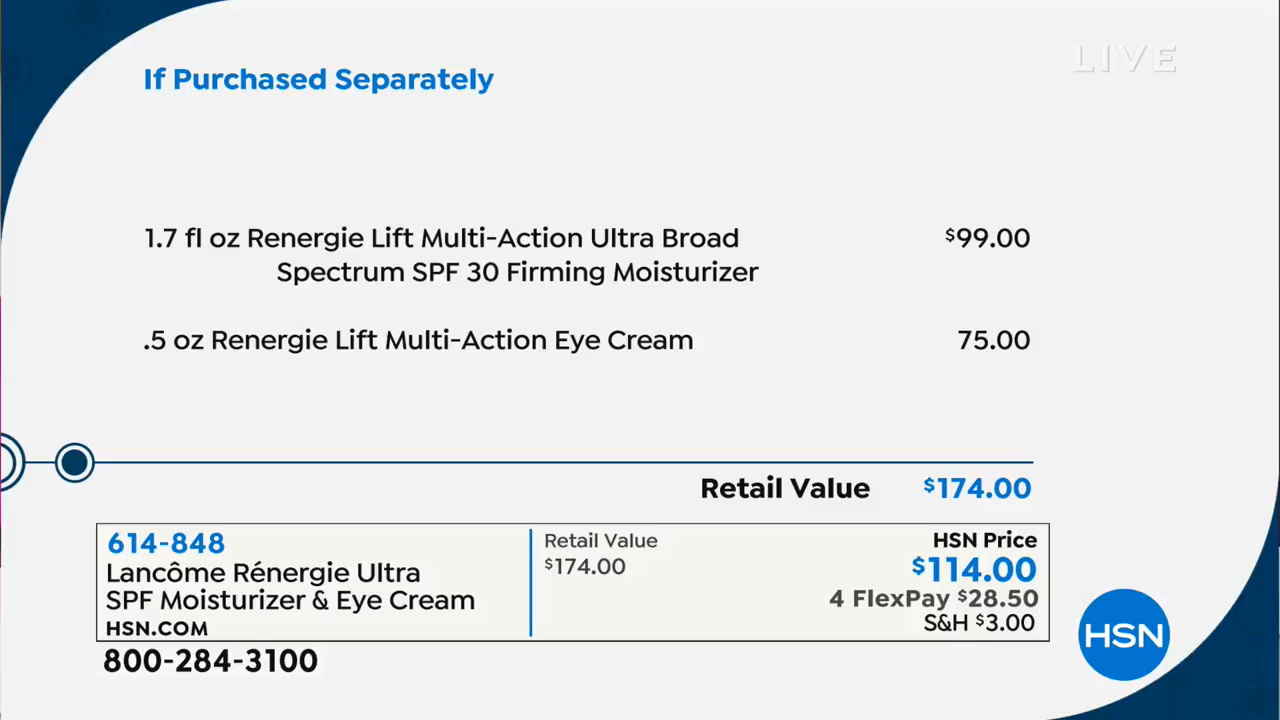 LIVE
If Purchased Separately
1.7 fl oz Renergie Lift Multi-Action Ultra Broad $99.00
Spectrum SPF 30 Firming Moisturizer
.5 oz Renergie Lift Multi-Action Eye Cream 75.00
Retail Value $174.00
614-848
Lancôme Rénergie Ultra
SPF Moisturizer & Eye Cream
HSN.COM
Retail Value
$174.00
HSN Price
$114.00
4 FlexPay $28.50
S&H $3.00
800-284-3100
HSN